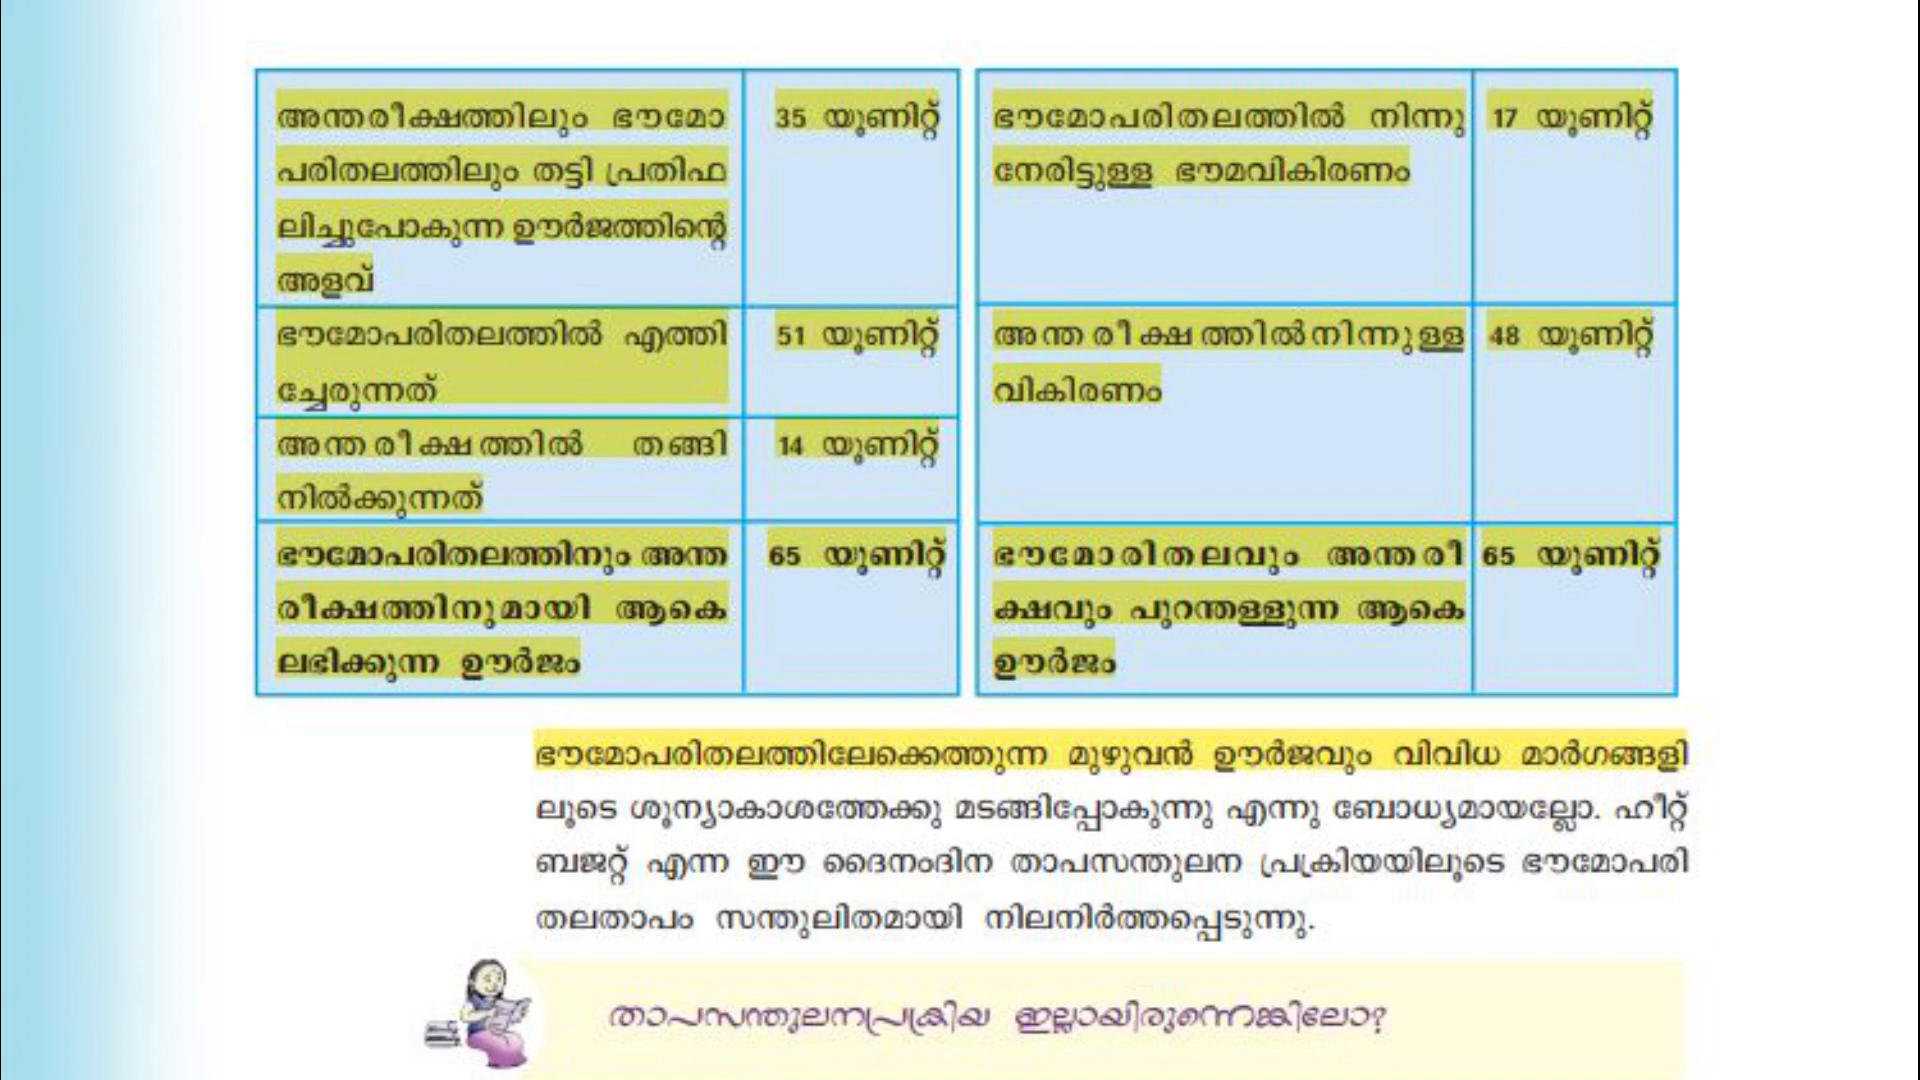 അന്തരീക്ഷത്തിലും ഭൗമോ
പരിതലത്തിലും തട്ടി പ്രതിഫ
ലിച്ചുപോകുന്ന ഊർജത്തിന്റെ
അളവ്
35 യൂണിറ്റ്
ഭൗമോപരിതലത്തിൽ എത്തി
ച്ചേരുന്നത്
51 യൂണിറ്റ്
അന്തരീക്ഷത്തിൽ തങ്ങി
നിൽക്കുന്നത്
14 യൂണിറ്റ്
ഭൗമോപരിതലത്തിനും അന്ത
രീക്ഷത്തിനുമായി ആകെ
ലഭിക്കുന്ന ഊർജം
65 യൂണിറ്റ്
ഭൗമോപരിതലത്തിൽ നിന്നു
നേരിട്ടുള്ള ഭൗമവികിരണം
17 യൂണിറ്റ്
അന്തരീക്ഷത്തിൽനിന്നുള്ള
വികിരണം
48 യൂണിറ്റ്
ഭൗമോരിതലവും അന്തരീ
ക്ഷവും പുറന്തള്ളുന്ന ആകെ
ഊർജം
65 യൂണിറ്റ്
ഭൗമോപരിതലത്തിലേക്കെത്തുന്ന മുഴുവൻ ഊർജവും വിവിധ മാർഗങ്ങളി
ലൂടെ ശൂന്യാകാശത്തേക്കു മടങ്ങിപ്പോകുന്നു എന്നു ബോധ്യമായല്ലോ. ഹീറ്റ്
ബജറ്റ് എന്ന ഈ ദൈനംദിന താപസന്തുലന പ്രക്രിയയിലൂടെ ഭൗമോപരി
തലതാപം സന്തുലിതമായി നിലനിർത്തപ്പെടുന്നു.
താപസന്തുലനപ്രക്രിയ ഇല്ലായിരുന്നെങ്കിലോ?